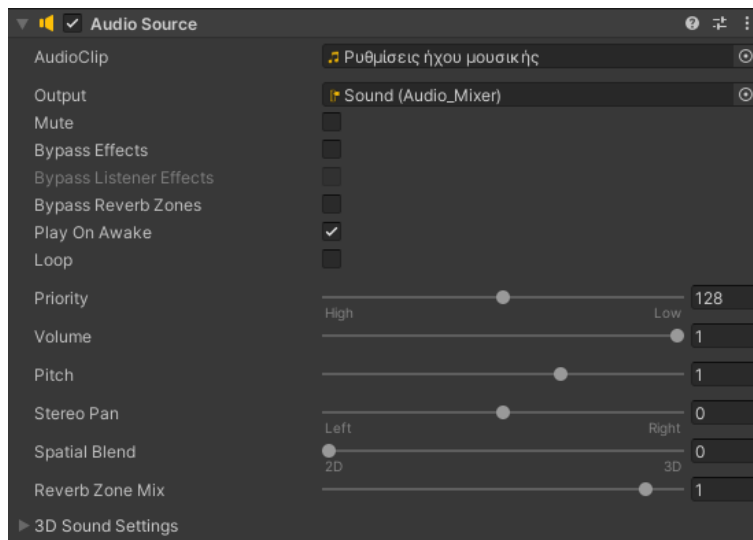 Audio Source
AudioClip Ρυθμίσεις ήχου μουσικής
Output Sound (Audio_Mixer)
Mute
Bypass Effects
Bypass Listener Effects
Bypass Reverb Zones
Play On Awake
Loop
Priority 128
High Low
Volume 1
Pitch 1
Stereo Pan 0
Left Right
Spatial Blend 0
2D 3D
Reverb Zone Mix 1
3D Sound Settings